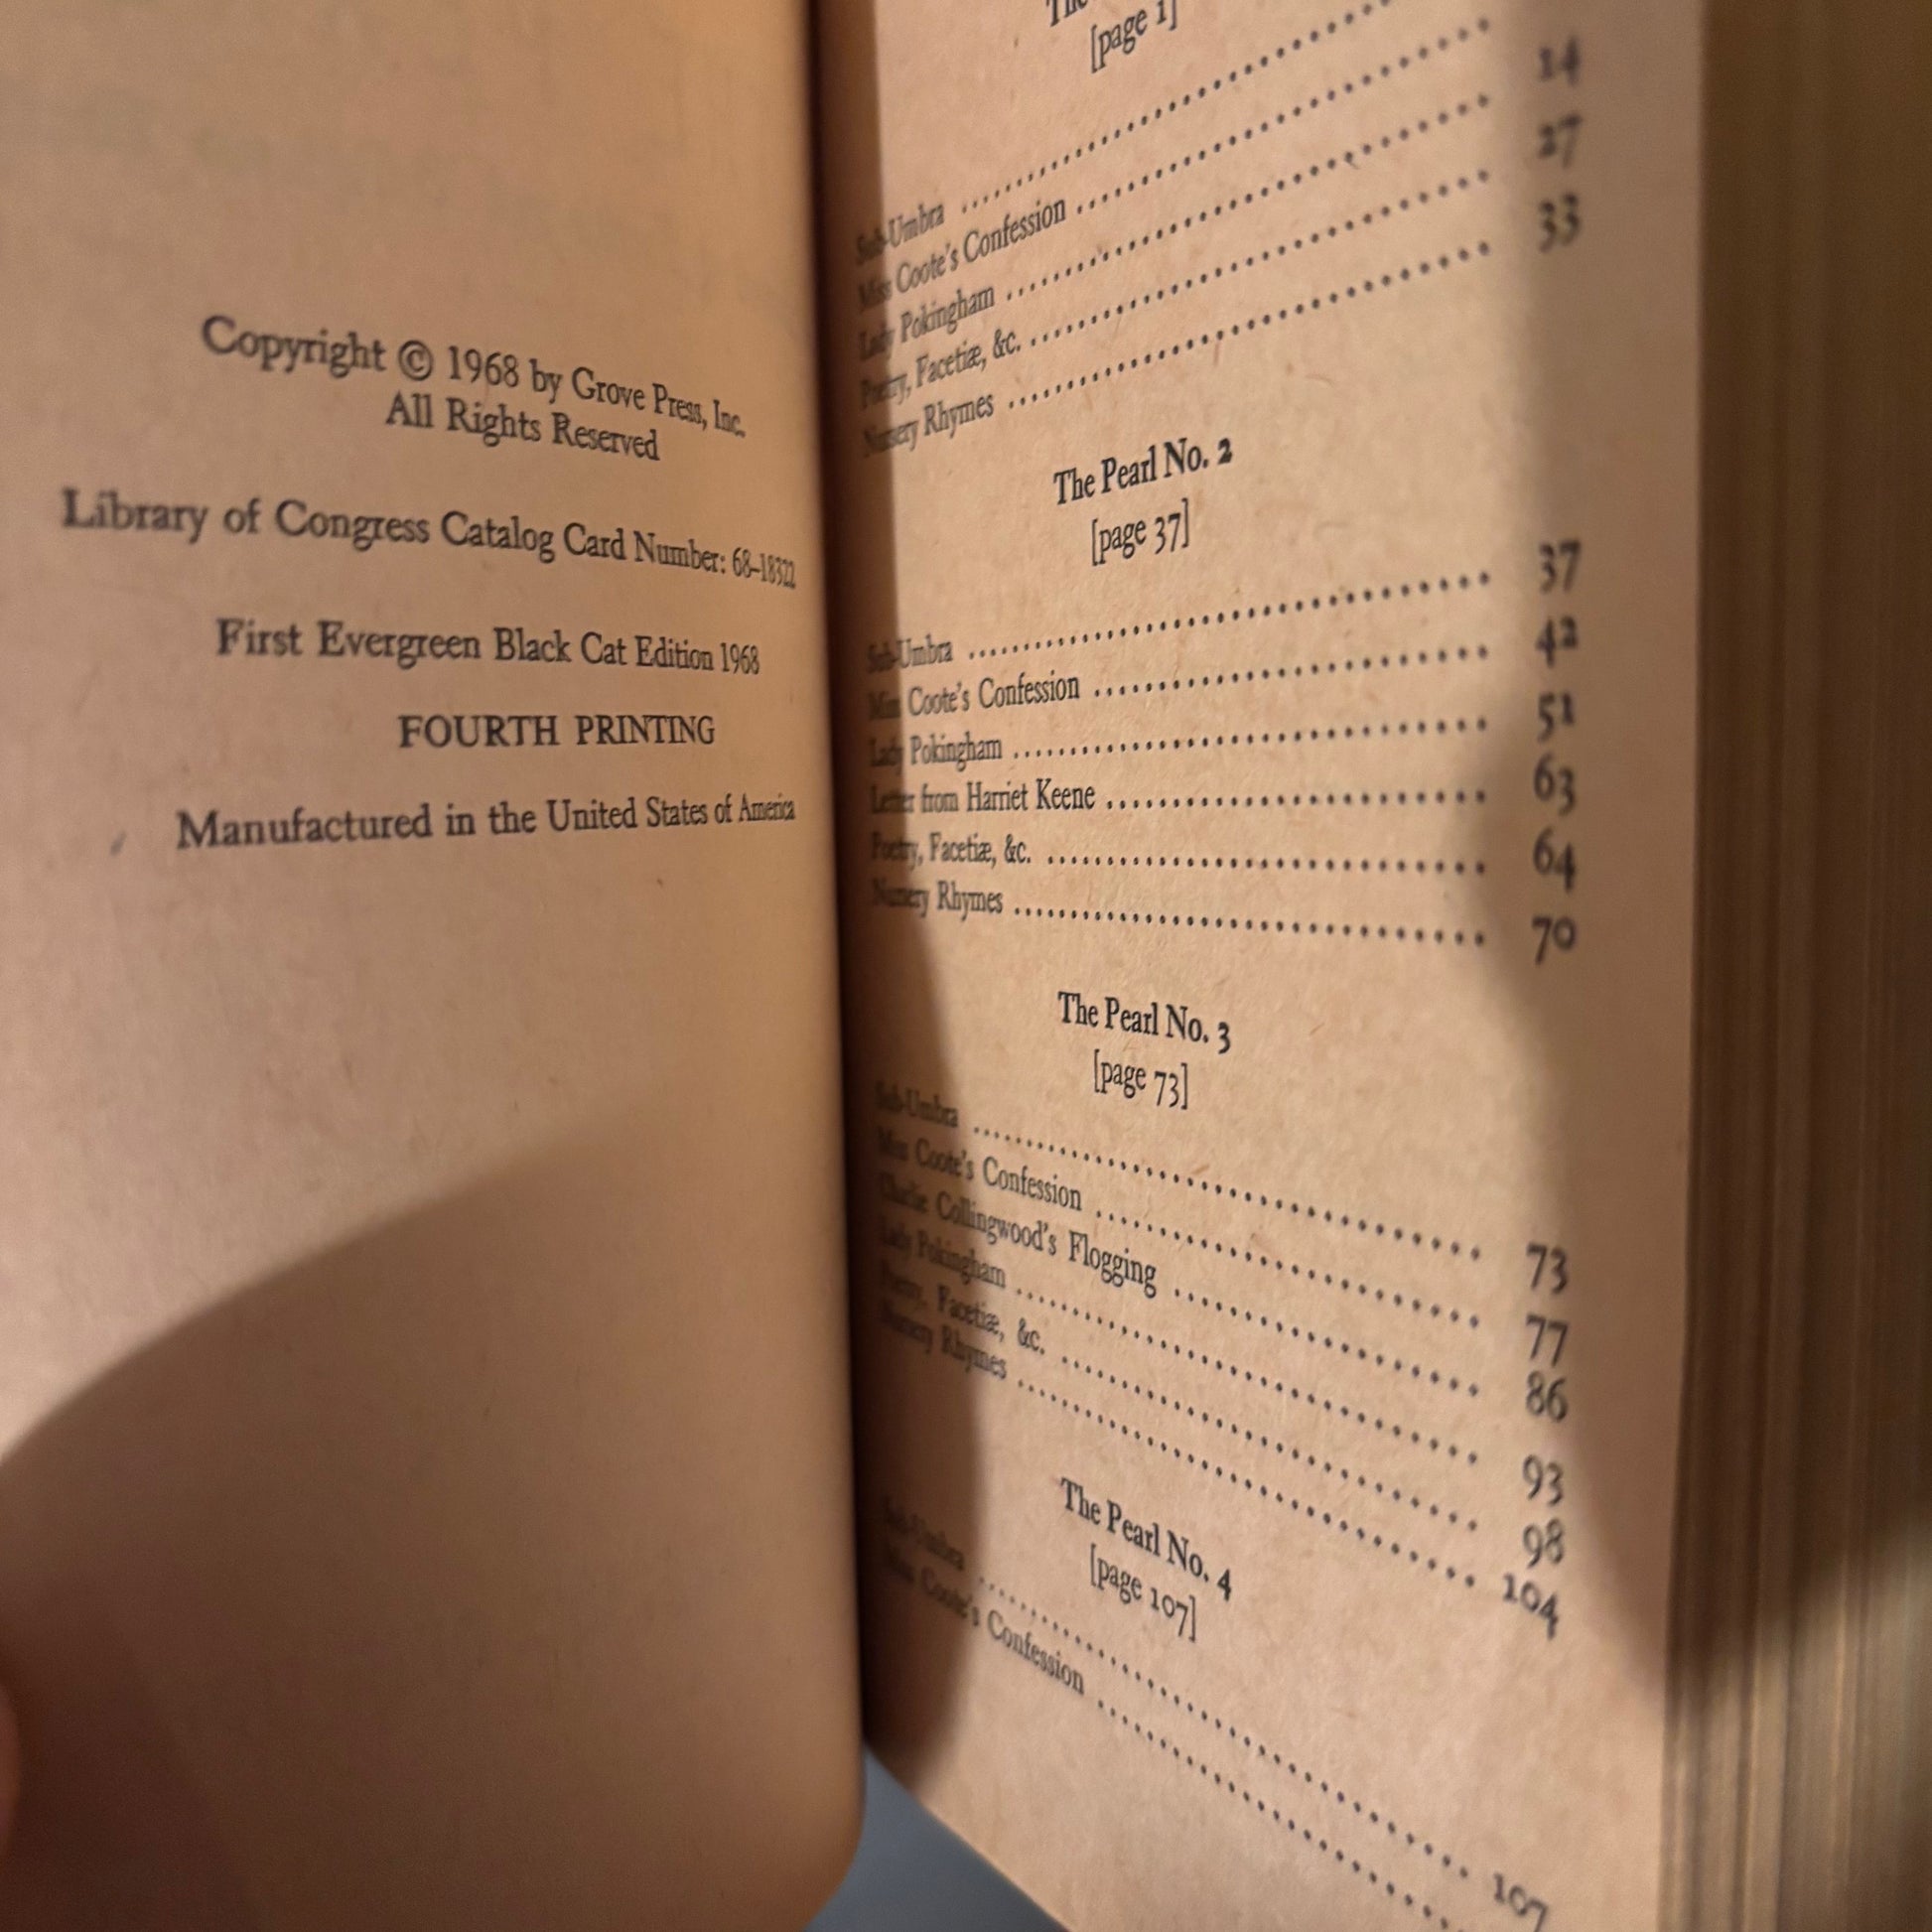 Copyright © 1968 by Grove Press, Inc.
All Rights Reserved
Library of Congress Catalog Card Number: 68–18322
First Evergreen Black Cat Edition 1968
FOURTH PRINTING
Manufactured in the United States of America
The
[page 1]
Sub-Umbra ........................................
Miss Coote's Confession ........................................ 14
Lady Pokingham ........................................ 27
Poetry, Facetiæ, &c. ........................................ 33
Nursery Rhymes ........................................
The Pearl No. 2
[page 37]
Sub-Umbra ........................................ 37
Miss Coote's Confession ........................................ 42
Lady Pokingham ........................................ 51
Letter from Harriet Keene ........................................ 63
Poetry, Facetiæ, &c. ........................................ 64
Nursery Rhymes ........................................ 70
The Pearl No. 3
[page 73]
Sub-Umbra ........................................ 73
Miss Coote's Confession ........................................ 77
Charlie Collingwood's Flogging ........................................ 86
Lady Pokingham ........................................ 93
Poetry, Facetiæ, &c. ........................................ 98
Nursery Rhymes ........................................ 104
The Pearl No. 4
[page 107]
Sub-Umbra ........................................ 107
Miss Coote's Confession ........................................